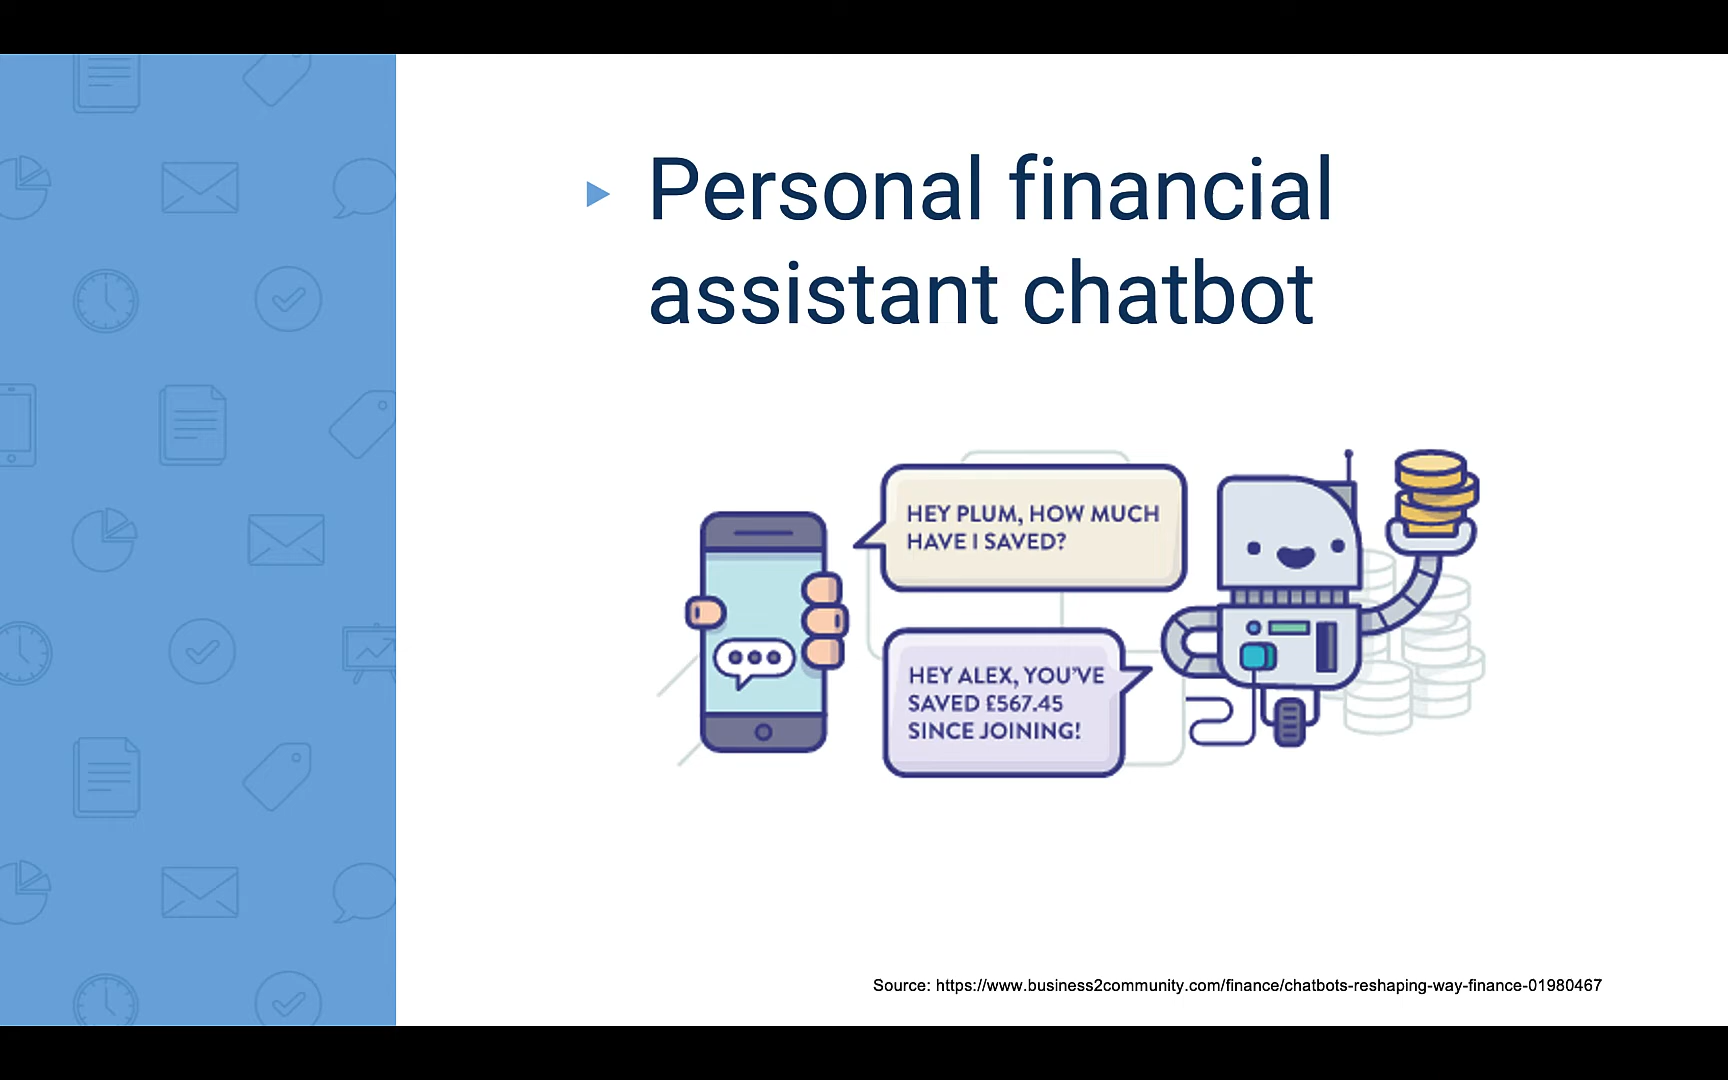 Personal financial
assistant chatbot
HEY PLUM, HOW MUCH
HAVE I SAVED?
HEY ALEX, YOU'VE
SAVED £567.45
SINCE JOINING!
Source: https://www.business2community.com/finance/chatbots-reshaping-way-finance-01980467